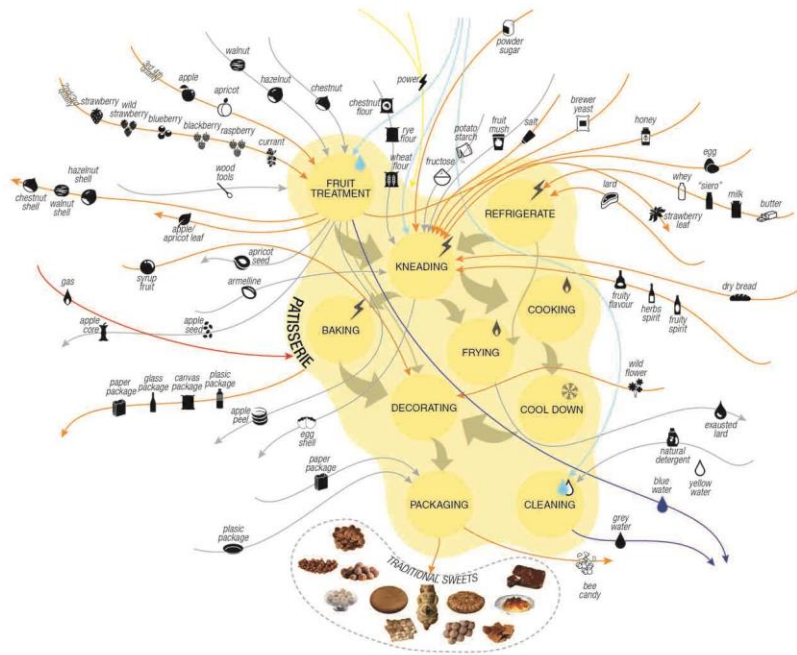 powder
sugar
walnut
hazelnut
chestnut
apple
apricot
strawberry
wild
strawberry
blueberry
blackberry
raspberry
currant
power
chestnut
flour
rye
flour
wheat
flour
potato
starch
fructose
fruit
mush
salt
brewer
yeast
honey
egg
whey
"siero"
milk
butter
lard
strawberry
leaf
hazelnut
shell
chestnut
shell
walnut
shell
wood
tools
FRUIT
TREATMENT
REFRIGERATE
apple/
apricot leaf
syrup
fruit
apricot
seed
armelline
gas
apple
core
apple
seed
KNEADING
COOKING
fruity
flavour
herbs
spirit
fruity
spirit
dry bread
PATISSERIE
BAKING
FRYING
wild
flower
paper
package
glass
package
canvas
package
plasic
package
apple
peel
egg
shell
DECORATING
COOL DOWN
exausted
lard
natural
detergent
yellow
water
paper
package
plasic
package
PACKAGING
CLEANING
blue
water
grey
water
bee
candy
TRADITIONAL SWEETS